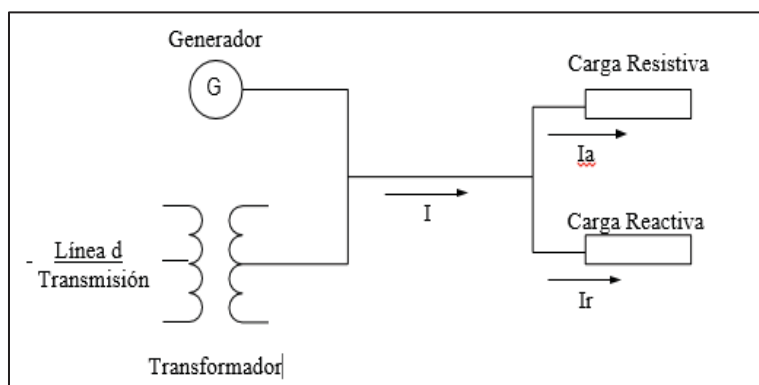 Generador
G
Carga Resistiva
Ia
I
Carga Reactiva
Ir
Línea d
Transmisión
Transformador